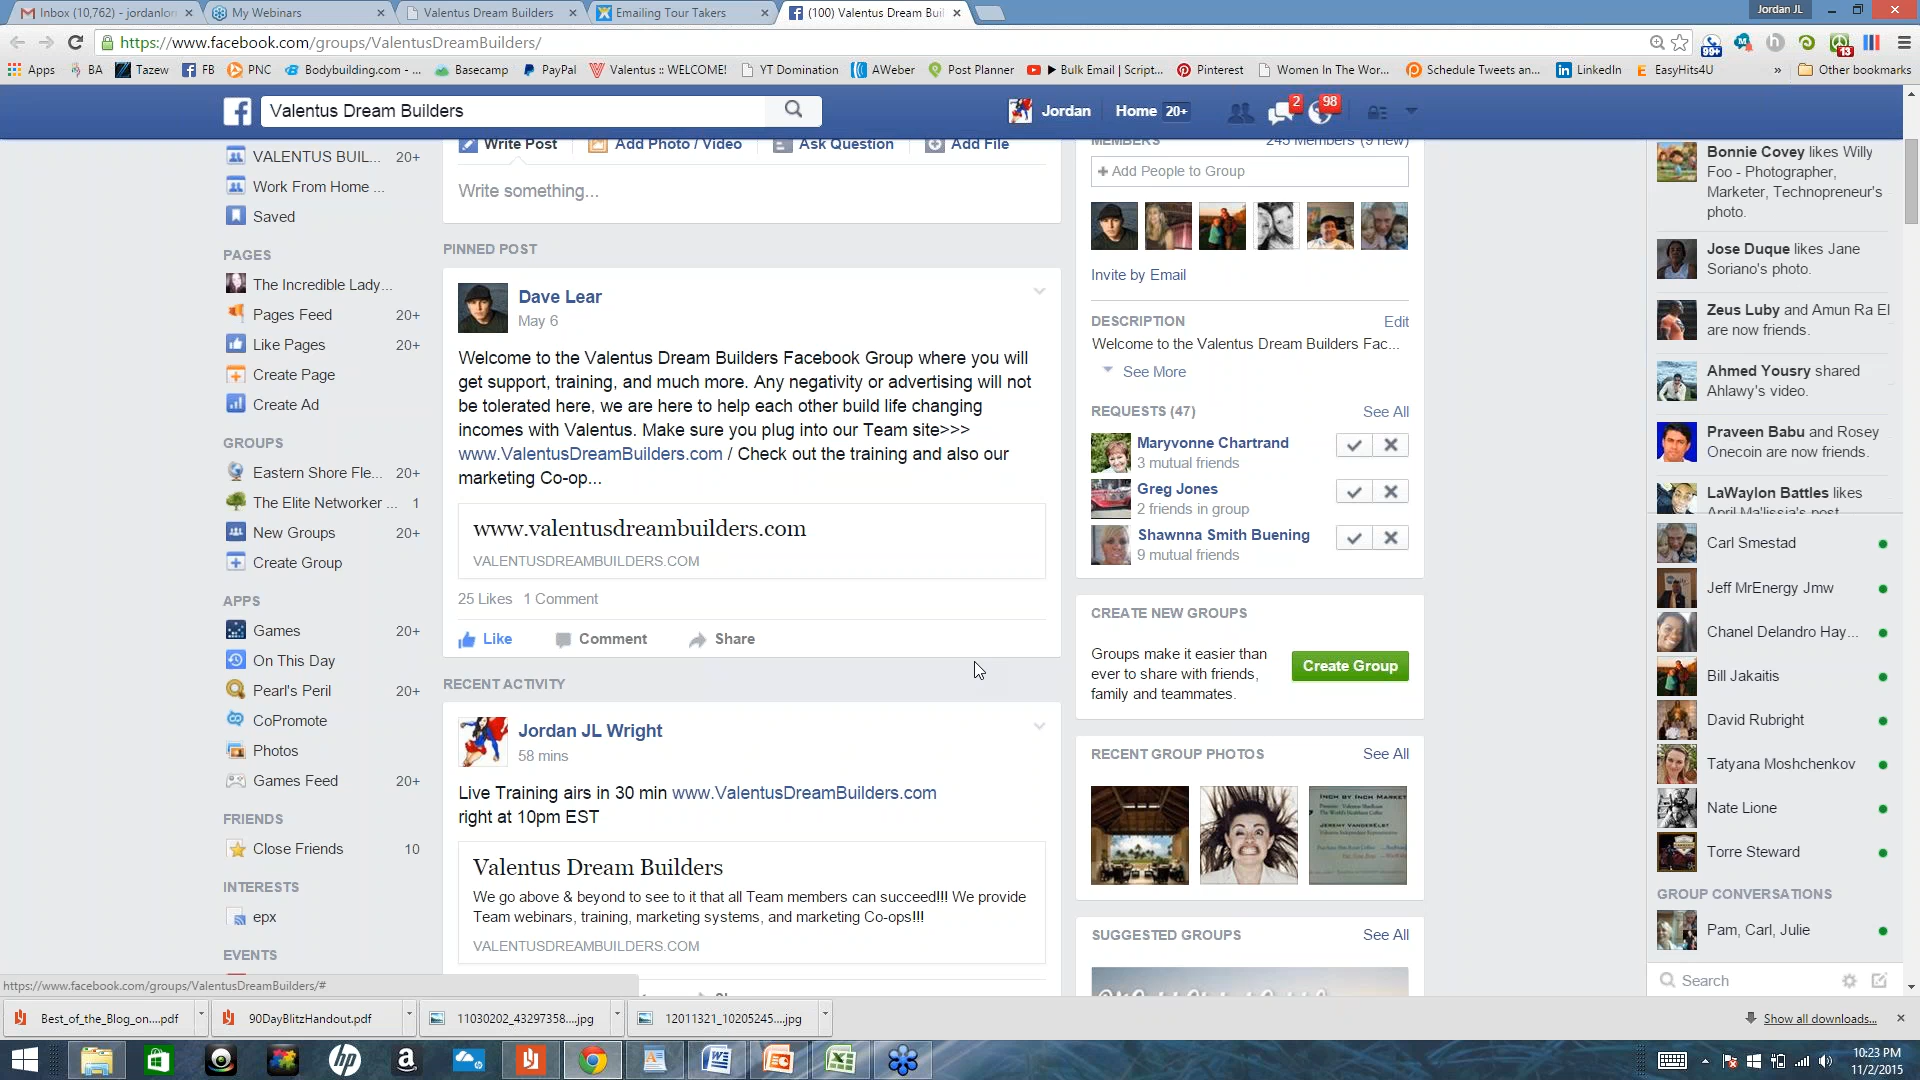 Inbox (10,762) - jordanlor
My Webinars
Valentus Dream Builders
Emailing Tour Takers
(100) Valentus Dream Buil
Jordan JL
https://www.facebook.com/groups/ValentusDreamBuilders/
99+
13
Apps
BA
Tazew
FB
PNC
Bodybuilding.com - ...
Basecamp
PayPal
Valentus :: WELCOME!
YT Domination
AWeber
Post Planner
▶ Bulk Email | Script...
Pinterest
Women In The Wor...
Schedule Tweets an...
LinkedIn
EasyHits4U
»
Other bookmarks
Valentus Dream Builders
Jordan
Home 20+
2
98
VALENTUS BUIL... 20+
Work From Home ...
Saved
PAGES
The Incredible Lady...
Pages Feed 20+
Like Pages 20+
Create Page
Create Ad
GROUPS
Eastern Shore Fle... 20+
The Elite Networker ... 1
New Groups 20+
Create Group
APPS
Games 20+
On This Day
Pearl's Peril 20+
CoPromote
Photos
Games Feed 20+
FRIENDS
Close Friends 10
INTERESTS
epx
EVENTS
Write Post
Add Photo / Video
Ask Question
Add File
Write something...
PINNED POST
Dave Lear
May 6
Welcome to the Valentus Dream Builders Facebook Group where you will
get support, training, and much more. Any negativity or advertising will not
be tolerated here, we are here to help each other build life changing
incomes with Valentus. Make sure you plug into our Team site>>>
www.ValentusDreamBuilders.com / Check out the training and also our
marketing Co-op...
www.valentusdreambuilders.com
VALENTUSDREAMBUILDERS.COM
25 Likes 1 Comment
Like
Comment
Share
RECENT ACTIVITY
Jordan JL Wright
58 mins
Live Training airs in 30 min www.ValentusDreamBuilders.com
right at 10pm EST
Valentus Dream Builders
We go above & beyond to see to it that all Team members can succeed!!! We provide
Team webinars, training, marketing systems, and marketing Co-ops!!!
VALENTUSDREAMBUILDERS.COM
MEMBERS
245 Members (9 new)
+ Add People to Group
Invite by Email
DESCRIPTION
Edit
Welcome to the Valentus Dream Builders Fac...
See More
REQUESTS (47)
See All
Maryvonne Chartrand
3 mutual friends
Greg Jones
2 friends in group
Shawnna Smith Buening
9 mutual friends
CREATE NEW GROUPS
Groups make it easier than
ever to share with friends,
family and teammates.
Create Group
RECENT GROUP PHOTOS
See All
INCH BY INCH MARKET
SUGGESTED GROUPS
See All
Bonnie Covey likes Willy
Foo - Photographer,
Marketer, Technopreneur's
photo.
Jose Duque likes Jane
Soriano's photo.
Zeus Luby and Amun Ra El
are now friends.
Ahmed Yousry shared
Ahlawy's video.
Praveen Babu and Rosey
Onecoin are now friends.
LaWaylon Battles likes
April Ma'lissia's post
Carl Smestad
Jeff MrEnergy Jmw
Chanel Delandro Hay...
Bill Jakaitis
David Rubright
Tatyana Moshchenkov
Nate Lione
Torre Steward
GROUP CONVERSATIONS
Pam, Carl, Julie
Search
https://www.facebook.com/groups/ValentusDreamBuilders/#
Best_of_the_Blog_on....pdf
90DayBlitzHandout.pdf
11030202_43297358....jpg
12011321_10205245....jpg
Show all downloads...
10:23 PM
11/2/2015